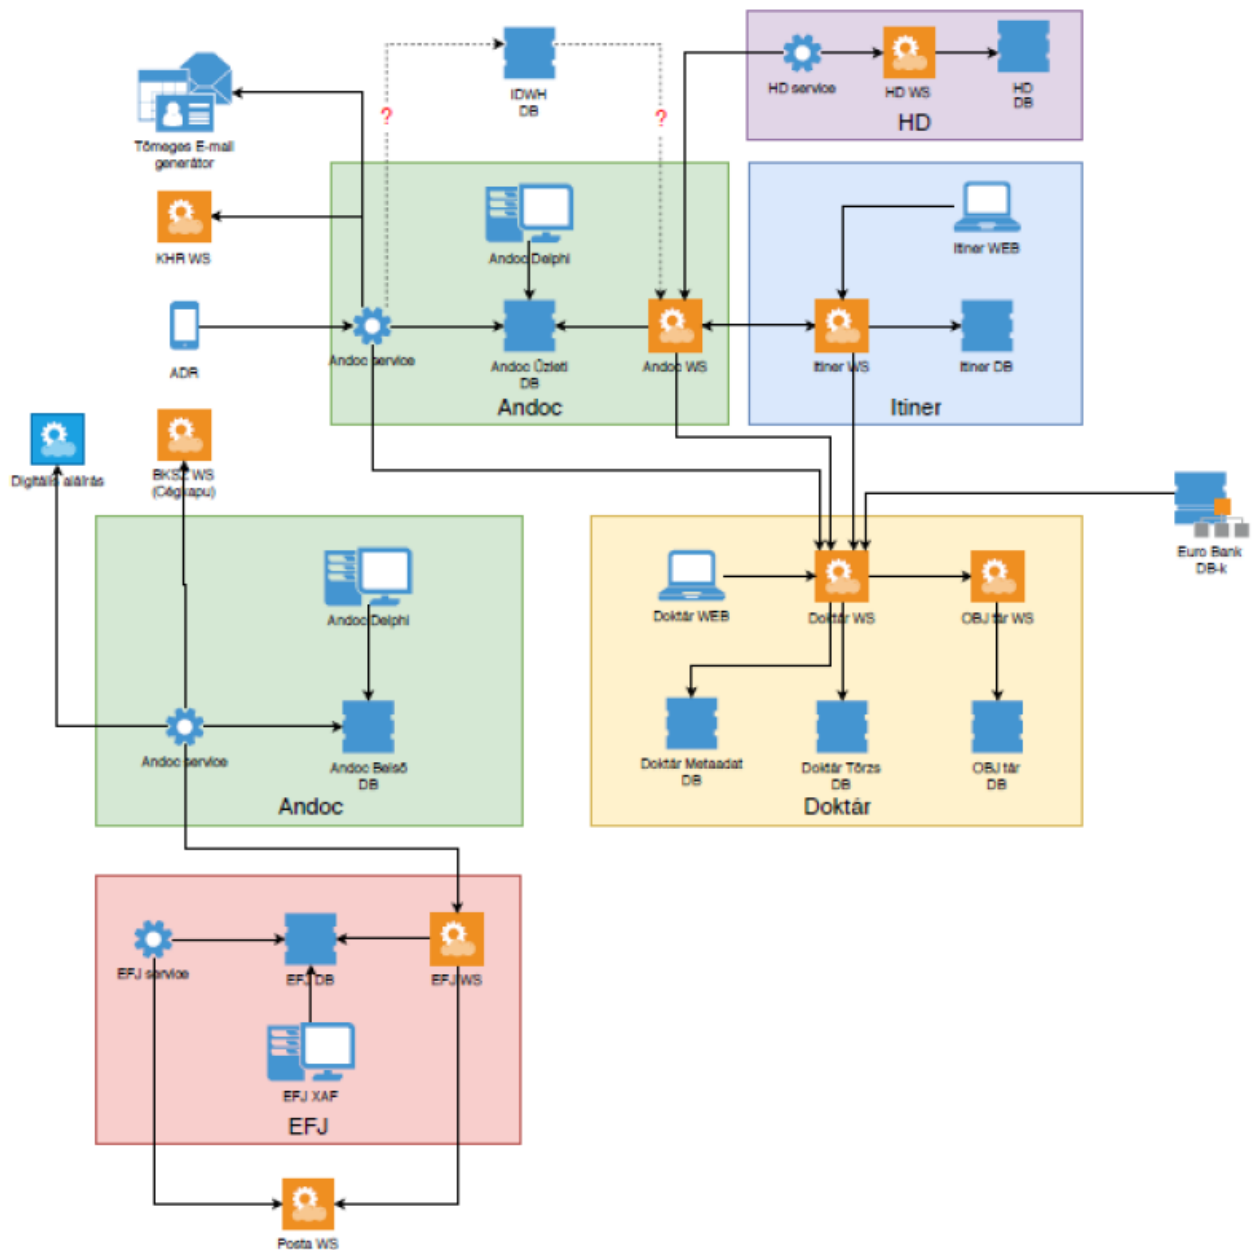 IDWH
DB
HD service
HD WS
HD
DB
HD
?
?
Tömeges E-mail
generátor
KHR WS
Andoc Delphi
Itiner WEB
ADR
Andoc service
Andoc Üzleti
DB
Andoc WS
Andoc
Itiner WS
Itiner DB
Itiner
Digitális aláírás
BKSZ WS
(Cégkapu)
Euro Bank
DB-k
Andoc Delphi
Andoc service
Andoc Belső
DB
Andoc
Doktár WEB
Doktár WS
OBJ tár WS
Doktár Metaadat
DB
Doktár Törzs
DB
OBJ tár
DB
Doktár
EFJ service
EFJ DB
EFJ WS
EFJ XAF
EFJ
Posta WS